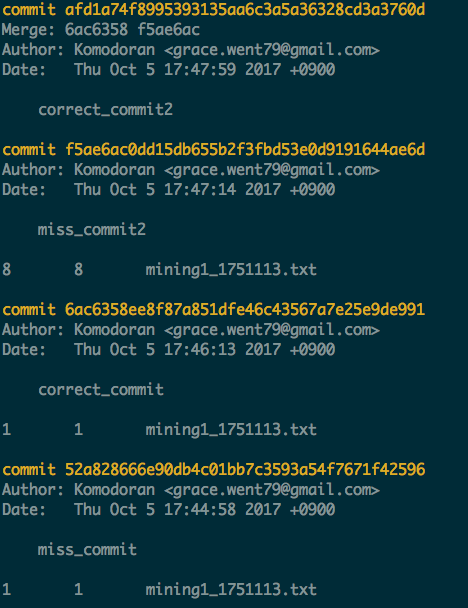 commit afd1a74f8995393135aa6c3a5a36328cd3a3760d
Merge: 6ac6358 f5ae6ac
Author: Komodoran <grace.went79@gmail.com>
Date:   Thu Oct 5 17:47:59 2017 +0900
correct_commit2
commit f5ae6ac0dd15db655b2f3fbd53e0d9191644ae6d
Author: Komodoran <grace.went79@gmail.com>
Date:   Thu Oct 5 17:47:14 2017 +0900
miss_commit2
8       8       mining1_1751113.txt
commit 6ac6358ee8f87a851dfe46c43567a7e25e9de991
Author: Komodoran <grace.went79@gmail.com>
Date:   Thu Oct 5 17:46:13 2017 +0900
correct_commit
1       1       mining1_1751113.txt
commit 52a828666e90db4c01bb7c3593a54f7671f42596
Author: Komodoran <grace.went79@gmail.com>
Date:   Thu Oct 5 17:44:58 2017 +0900
miss_commit
1       1       mining1_1751113.txt